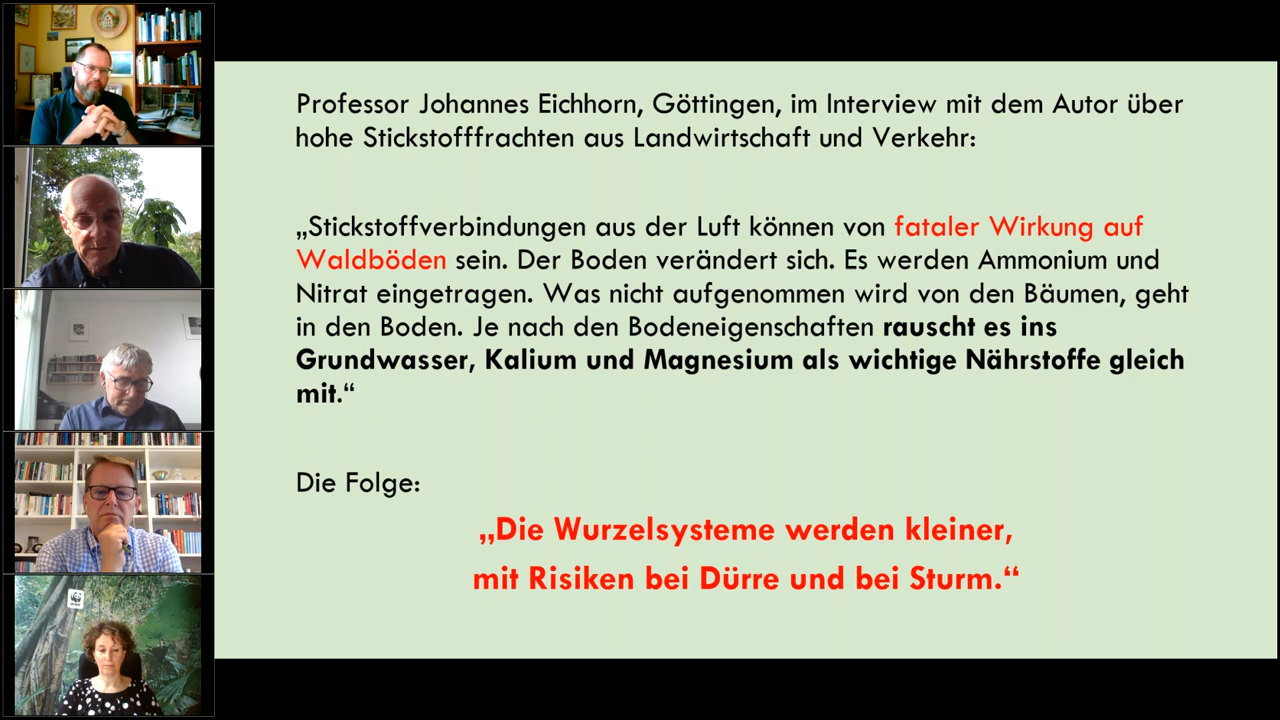 Professor Johannes Eichhorn, Göttingen, im Interview mit dem Autor über
hohe Stickstofffrachten aus Landwirtschaft und Verkehr:
„Stickstoffverbindungen aus der Luft können von fataler Wirkung auf
Waldböden sein. Der Boden verändert sich. Es werden Ammonium und
Nitrat eingetragen. Was nicht aufgenommen wird von den Bäumen, geht
in den Boden. Je nach den Bodeneigenschaften rauscht es ins
Grundwasser, Kalium und Magnesium als wichtige Nährstoffe gleich
mit.“
Die Folge:
„Die Wurzelsysteme werden kleiner,
mit Risiken bei Dürre und bei Sturm.“
WWF